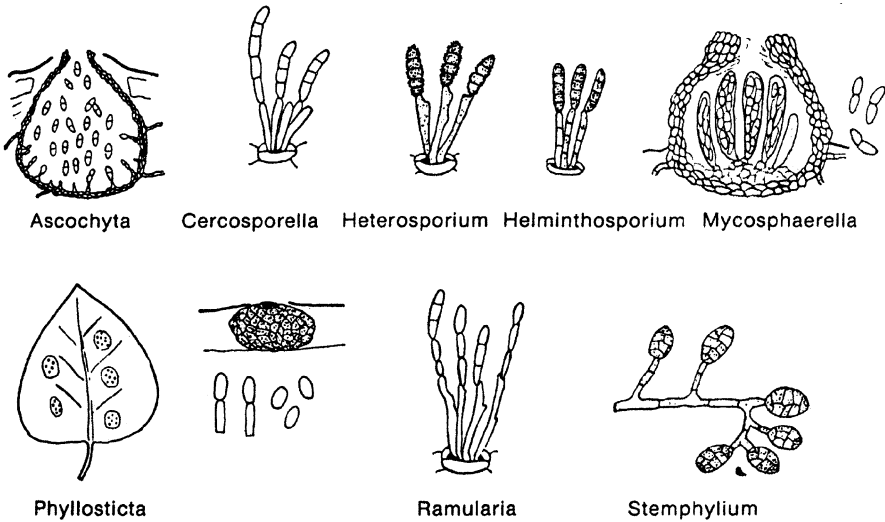 Ascochyta Cercosporella Heterosporium Helminthosporium Mycosphaerella
Phyllosticta Ramularia Stemphylium